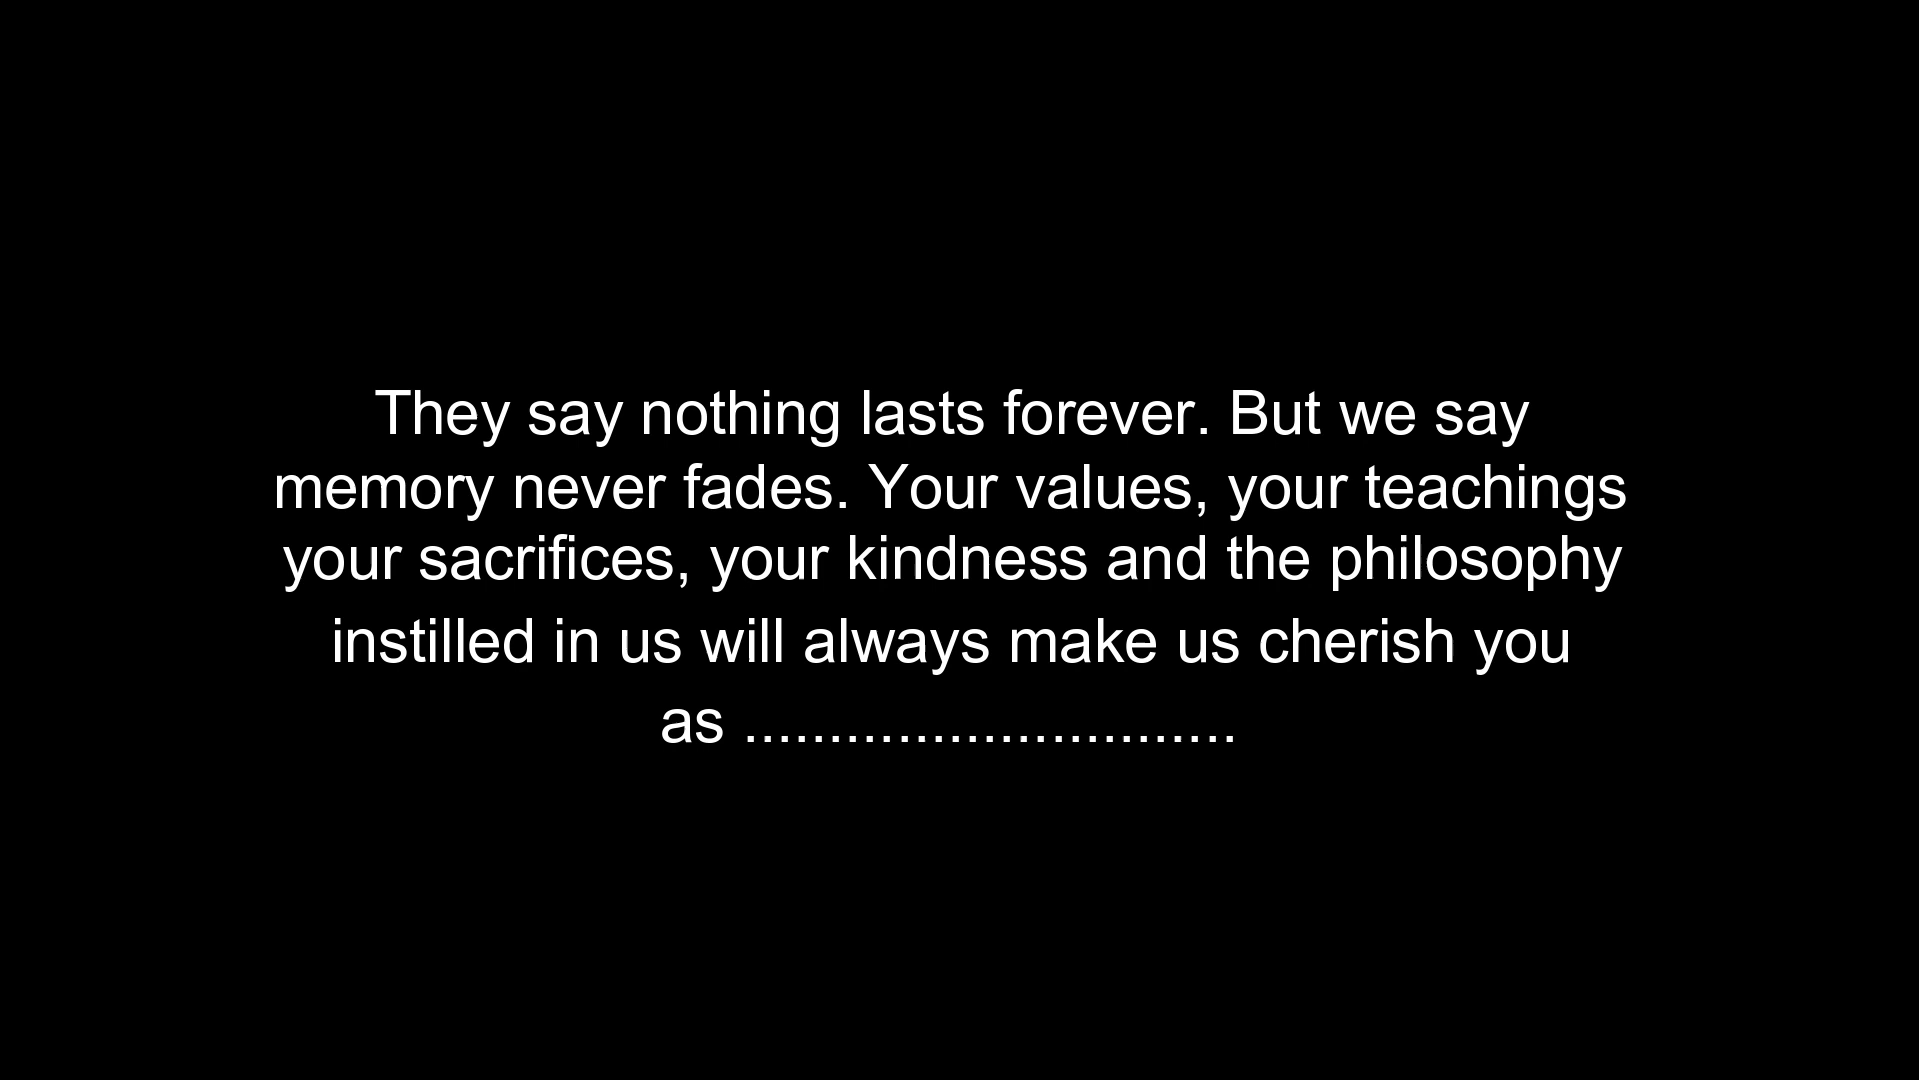 They say nothing lasts forever. But we say
memory never fades. Your values, your teachings
your sacrifices, your kindness and the philosophy
instilled in us will always make us cherish you
as .............................